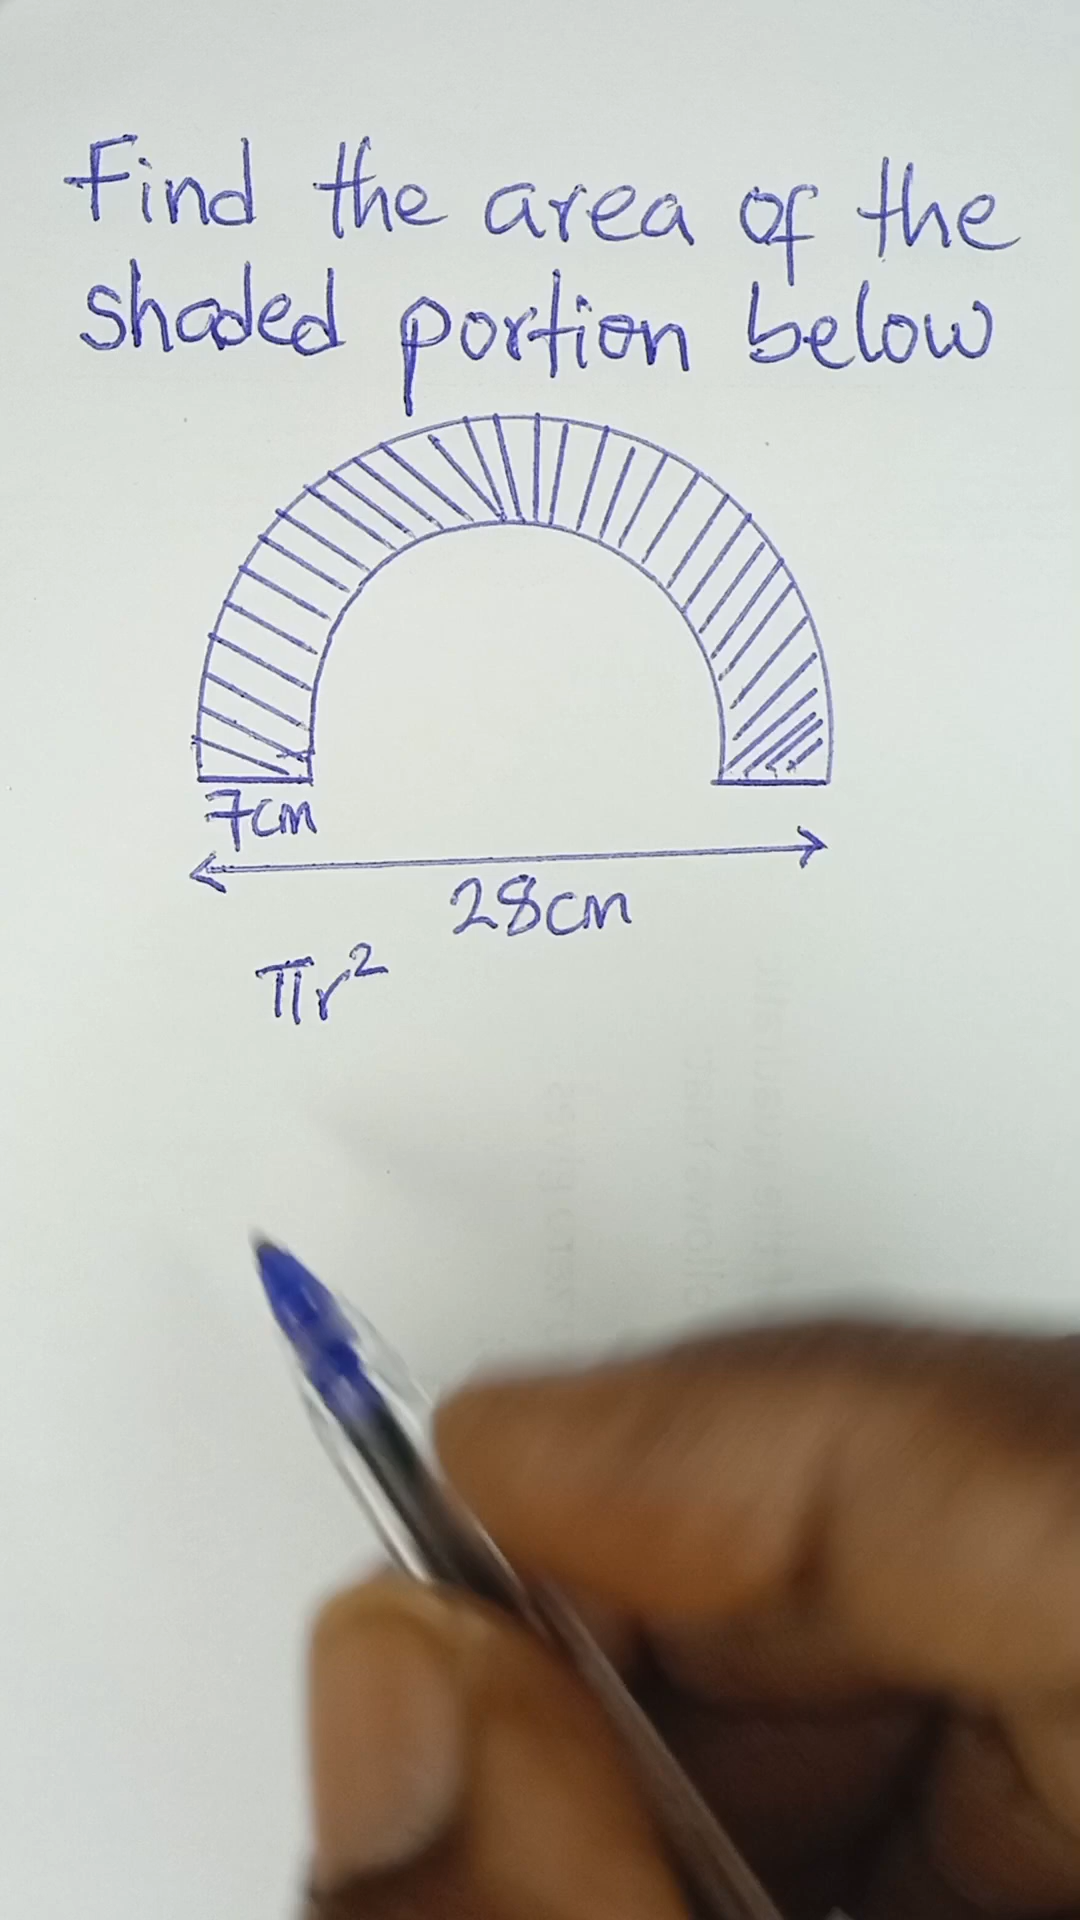 Find the area of the
shaded portion below
7cm
28cm
πr²